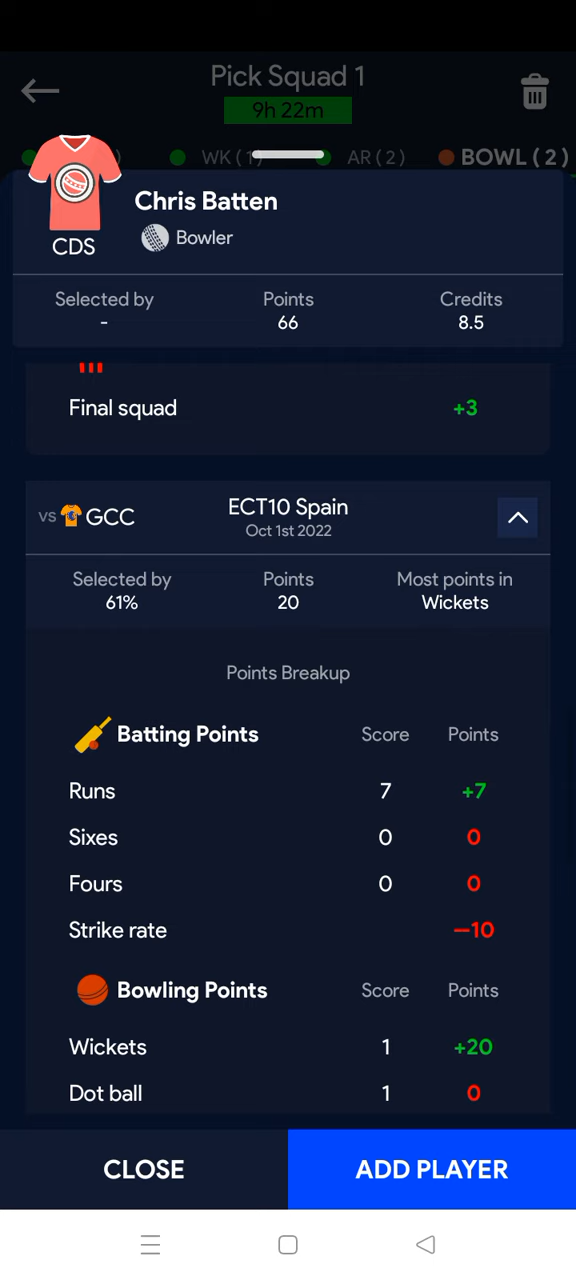 Pick Squad 1
9h 22m
WK ( 1
AR ( 2 )
BOWL ( 2 )
Chris Batten
CDS
Bowler
Selected by Points Credits
- 66 8.5
Final squad +3
VS GCC ECT10 Spain
Oct 1st 2022
Selected by Points Most points in
61% 20 Wickets
Points Breakup
Batting Points Score Points
Runs 7 +7
Sixes 0 0
Fours 0 0
Strike rate −10
Bowling Points Score Points
Wickets 1 +20
Dot ball 1 0
CLOSE ADD PLAYER